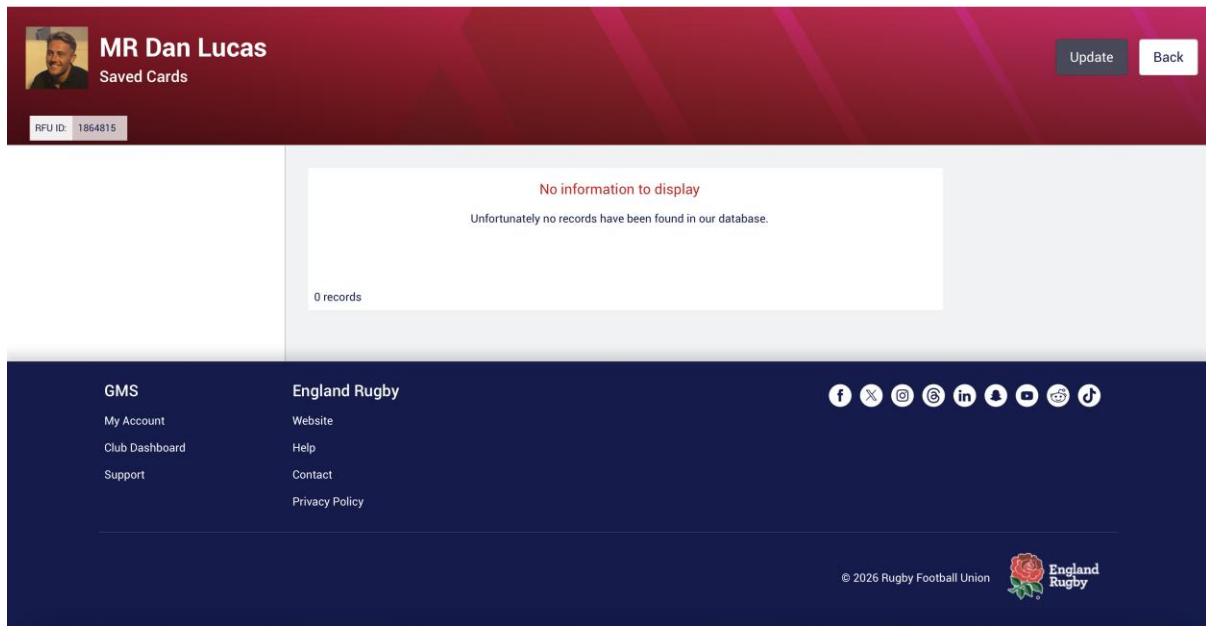 MR Dan Lucas
Saved Cards
Update
Back
RFU ID: 1864815
No information to display
Unfortunately no records have been found in our database.
0 records
GMS
My Account
Club Dashboard
Support
England Rugby
Website
Help
Contact
Privacy Policy
© 2026 Rugby Football Union
England
Rugby